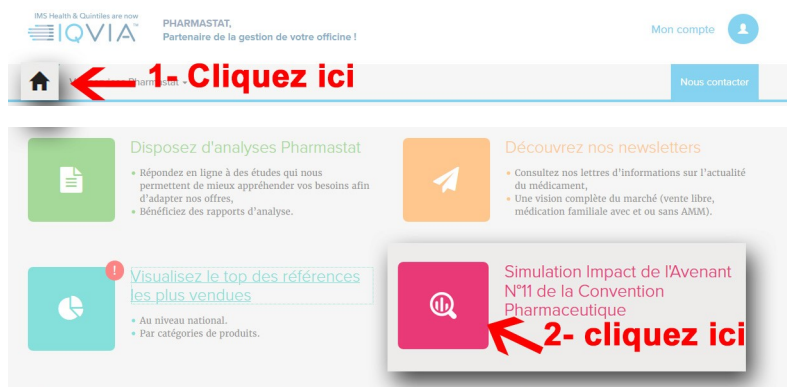 IMS Health & Quintiles are now
IQVIA™
PHARMASTAT,
Partenaire de la gestion de votre officine !
Mon compte
1- Cliquez ici
Pharmastat
Nous contacter
Disposez d'analyses Pharmastat
• Répondez en ligne à des études qui nous
permettent de mieux appréhender vos besoins afin
d'adapter nos offres,
• Bénéficiez des rapports d'analyse.
Découvrez nos newsletters
• Consultez nos lettres d'informations sur l'actualité
du médicament,
• Une vision complète du marché (vente libre,
médication familiale avec et ou sans AMM).
!
Visualisez le top des références
les plus vendues
• Au niveau national.
• Par catégories de produits.
Simulation Impact de l'Avenant
N°11 de la Convention
Pharmaceutique
2- cliquez ici